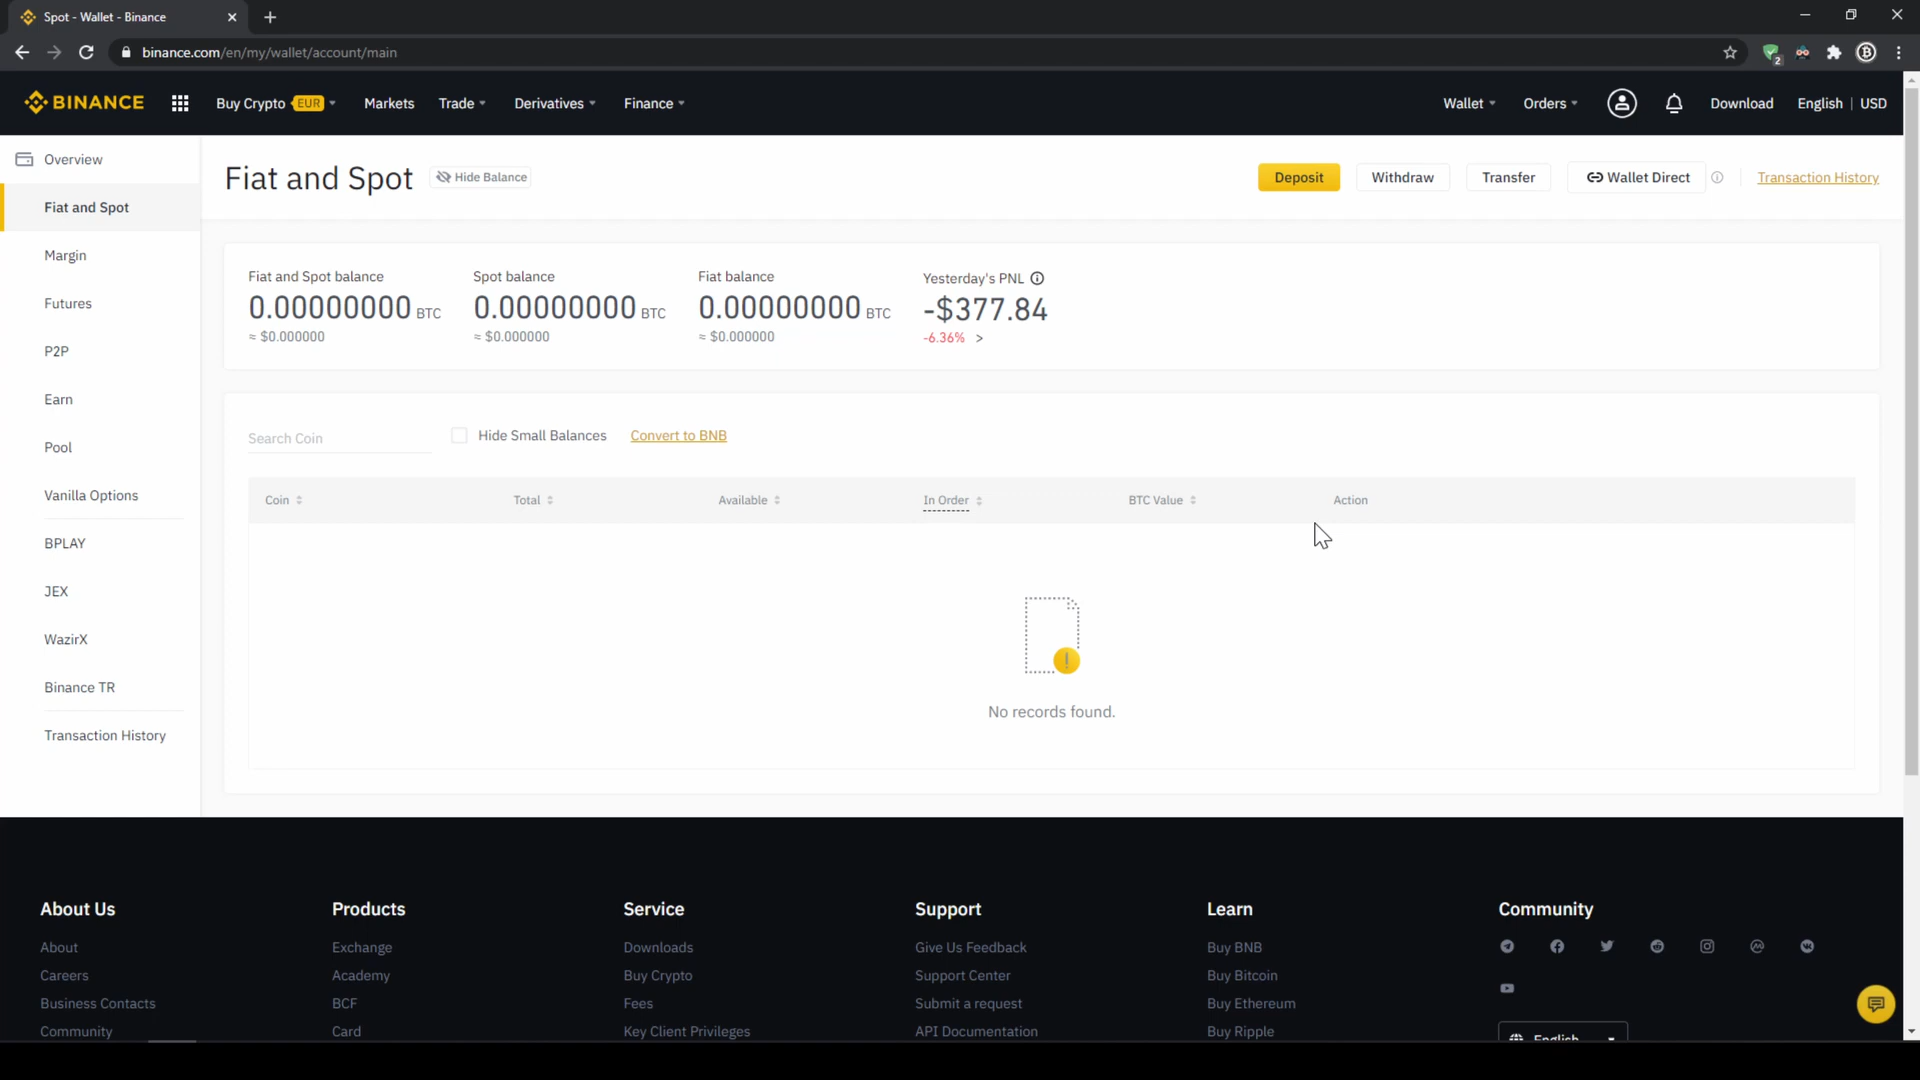 Spot - Wallet - Binance
binance.com/en/my/wallet/account/main
2
BINANCE
Buy Crypto EUR
Markets
Trade
Derivatives
Finance
Wallet
Orders
Download
English | USD
Overview
Fiat and Spot
Margin
Futures
P2P
Earn
Pool
Vanilla Options
BPLAY
JEX
WazirX
Binance TR
Transaction History
Fiat and Spot
Hide Balance
Deposit
Withdraw
Transfer
Wallet Direct
Transaction History
Fiat and Spot balance
0.00000000 BTC
≈ $0.000000
Spot balance
0.00000000 BTC
≈ $0.000000
Fiat balance
0.00000000 BTC
≈ $0.000000
Yesterday's PNL
-$377.84
-6.36% >
Search Coin
Hide Small Balances
Convert to BNB
Coin
Total
Available
In Order
BTC Value
Action
No records found.
About Us
About
Careers
Business Contacts
Community
Products
Exchange
Academy
BCF
Card
Service
Downloads
Buy Crypto
Fees
Key Client Privileges
Support
Give Us Feedback
Support Center
Submit a request
API Documentation
Learn
Buy BNB
Buy Bitcoin
Buy Ethereum
Buy Ripple
Community
English